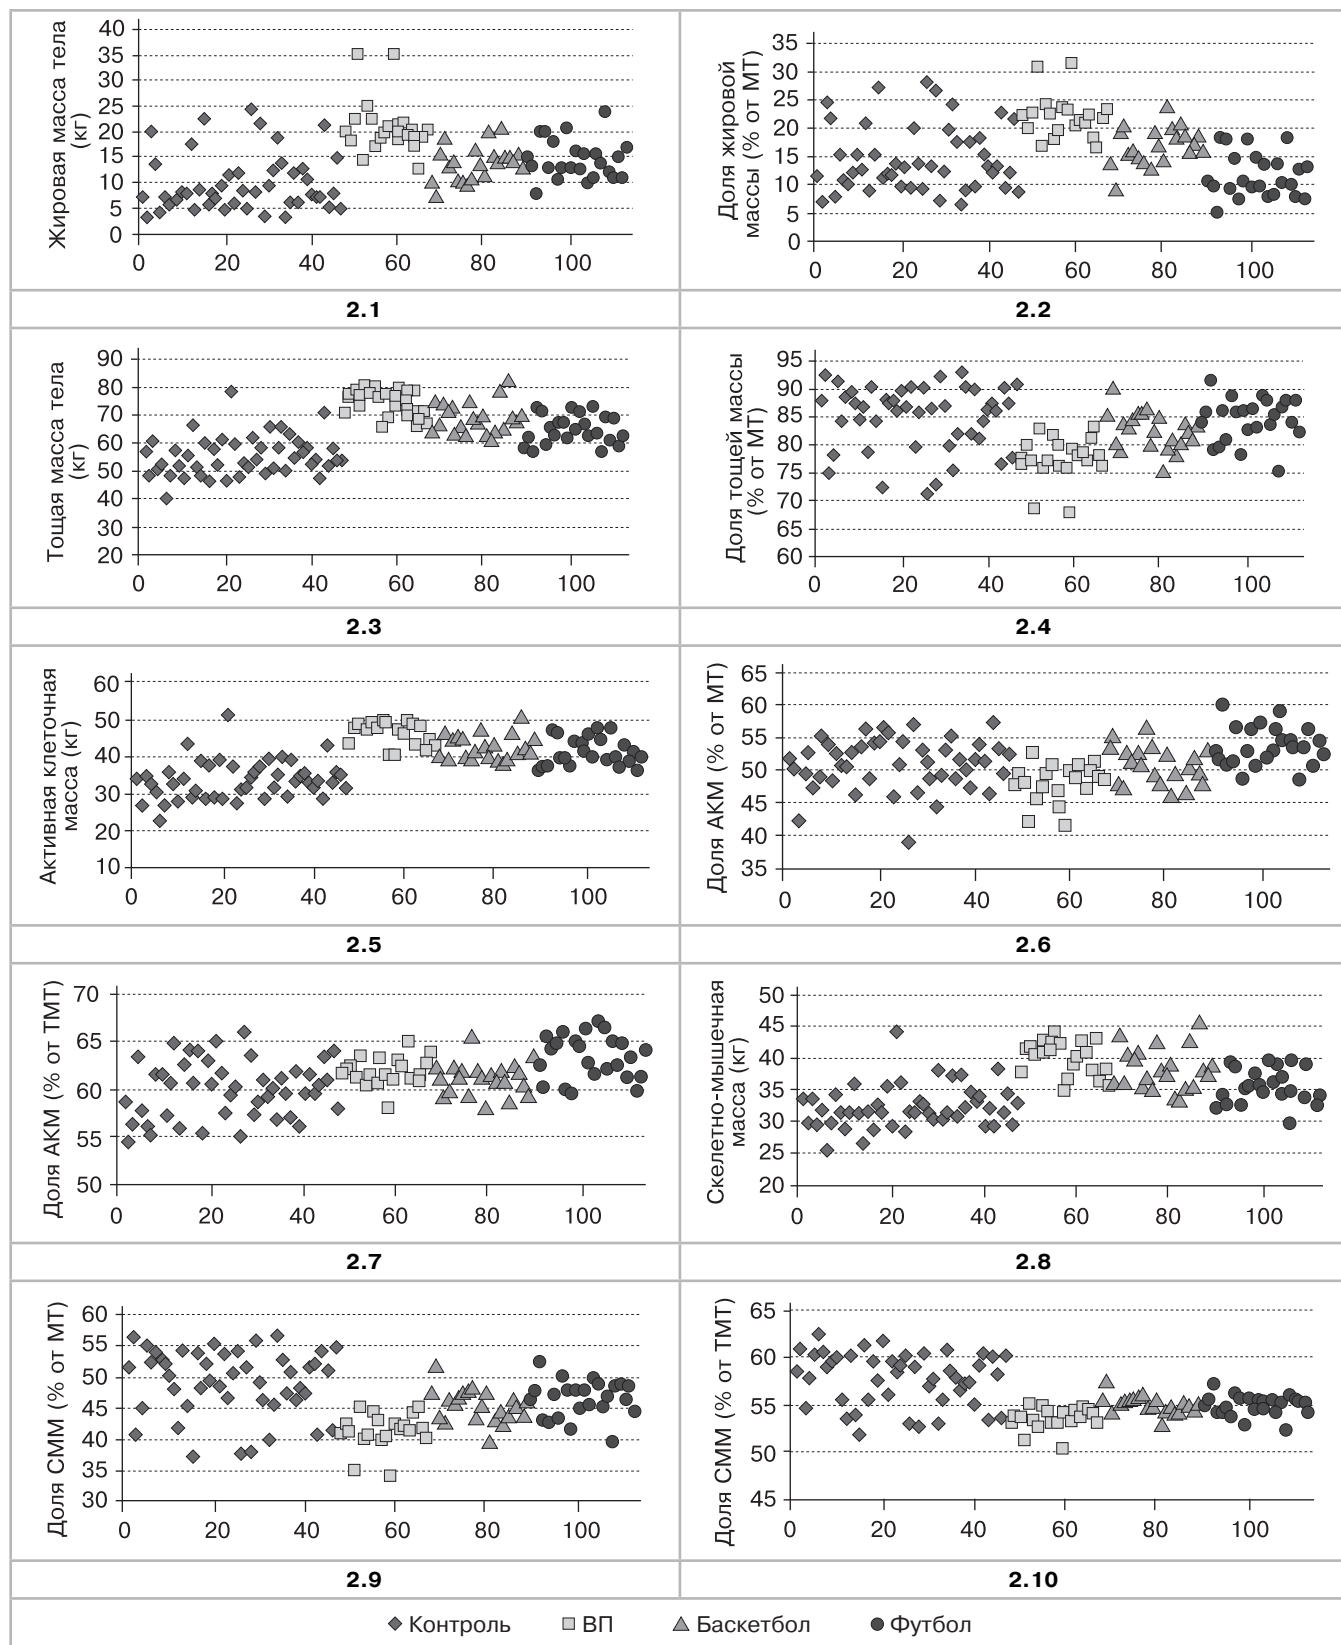 Жировая масса тела
(кг)
40
35
30
25
20
15
10
5
0
0 20 40 60 80 100
2.1
Доля жировой
массы (% от МТ)
35
30
25
20
15
10
5
0
0 20 40 60 80 100
2.2
Тощая масса тела
(кг)
90
80
70
60
50
40
30
20
0 20 40 60 80 100
2.3
Доля тощей массы
(% от МТ)
95
90
85
80
75
70
65
60
0 20 40 60 80 100
2.4
Активная клеточная
масса (кг)
60
50
40
30
20
10
0 20 40 60 80 100
2.5
Доля АКМ (% от МТ)
65
60
55
50
45
40
35
0 20 40 60 80 100
2.6
Доля АКМ (% от ТМТ)
70
65
60
55
50
0 20 40 60 80 100
2.7
Скелетно-мышечная
масса (кг)
50
45
40
35
30
25
20
0 20 40 60 80 100
2.8
Доля СММ (% от МТ)
60
55
50
45
40
35
30
0 20 40 60 80 100
2.9
Доля СММ (% от ТМТ)
65
60
55
50
45
0 20 40 60 80 100
2.10
Контроль ВП Баскетбол Футбол